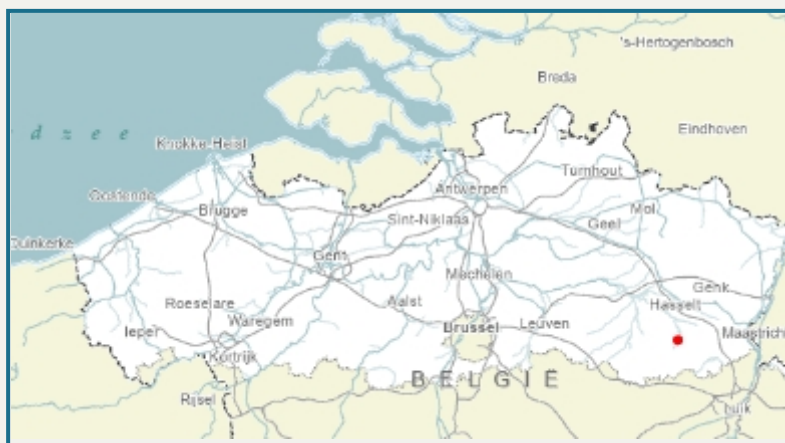 's-Hertogenbosch
Breda
Eindhoven
d z e e
Knokke-Heist
Turnhout
Antwerpen
Oostende
Mol
Brugge
Sint-Niklaas
Geel
Duinkerke
Gent
Mechelen
Genk
Roeselare
Aalst
Hasselt
Ieper
Waregem
Brussel
Leuven
Maastrich
Kortrijk
BELGIË
Rijsel
Luik